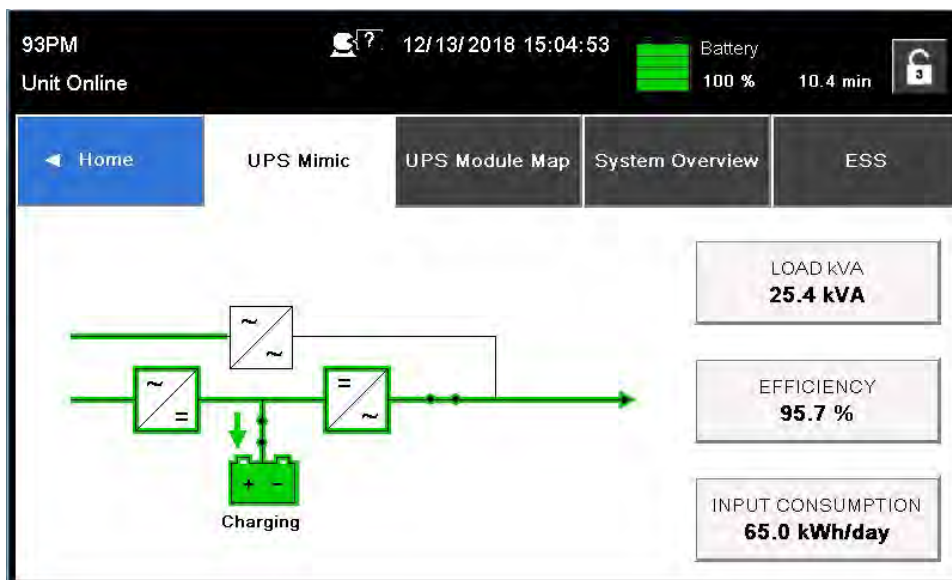 93PM
? 12/13/2018 15:04:53
Battery
Unit Online
100 % 10.4 min
3
◄ Home
UPS Mimic
UPS Module Map
System Overview
ESS
LOAD kVA
25.4 kVA
~
~
~
=
=
~
EFFICIENCY
95.7 %
+ -
Charging
INPUT CONSUMPTION
65.0 kWh/day